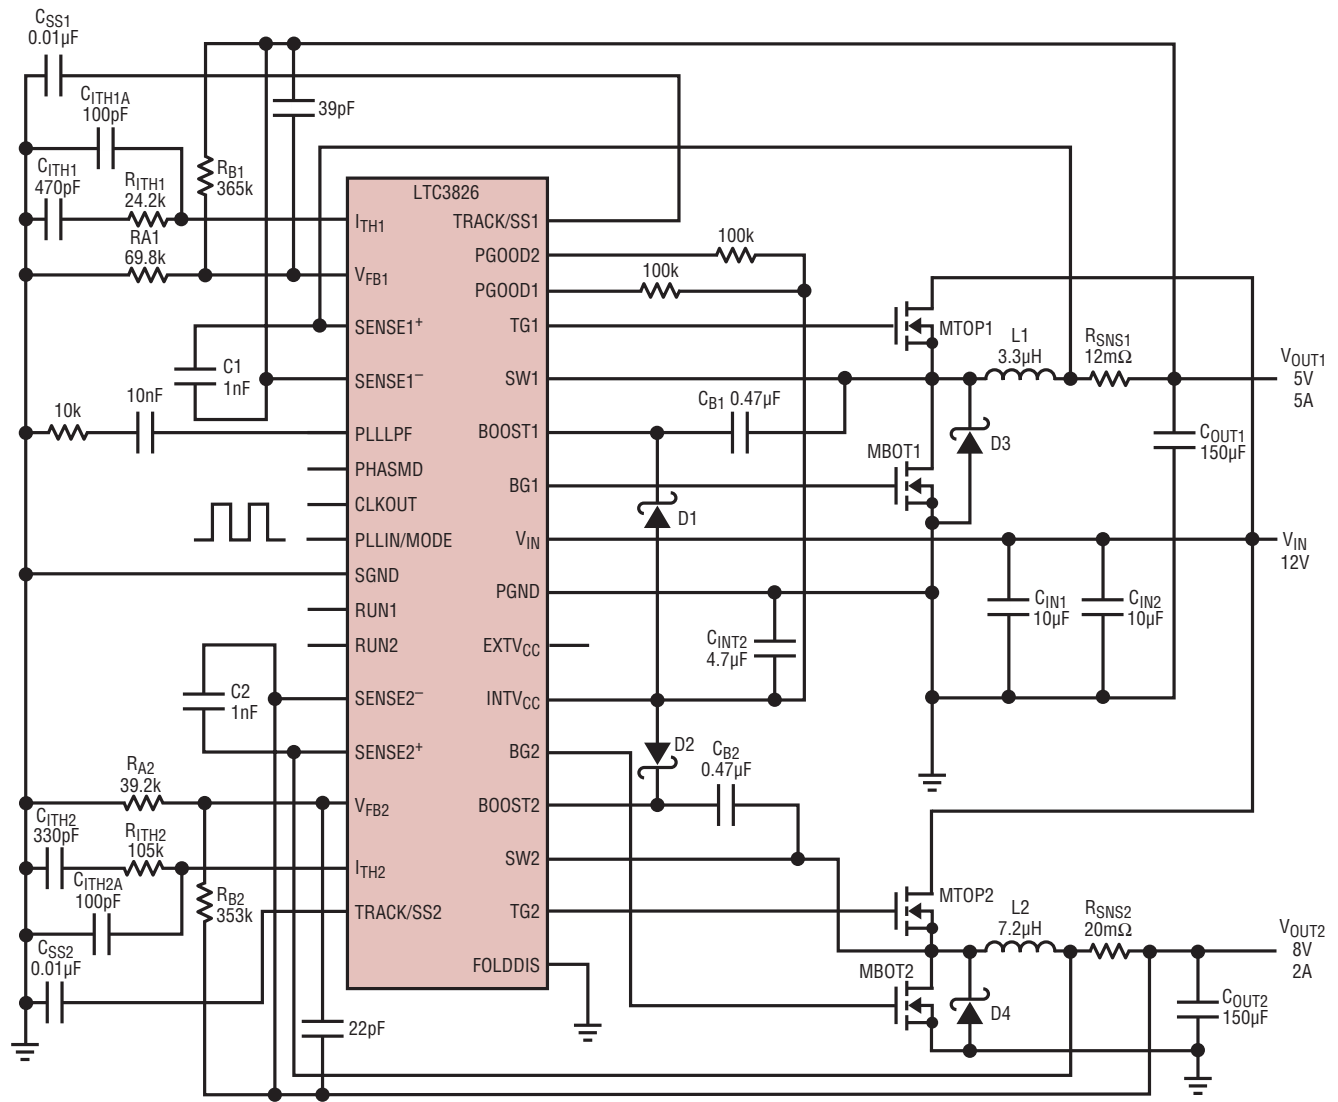 CSS1
0.01µF
CITH1A
100pF
39pF
CITH1
470pF
RITH1
24.2k
RB1
365k
RA1
69.8k
LTC3826
ITH1
TRACK/SS1
PGOOD2
100k
VFB1
PGOOD1
100k
SENSE1+
TG1
MTOP1
C1
1nF
SENSE1–
SW1
L1
3.3µH
RSNS1
12mΩ
VOUT1
5V
5A
10k
10nF
PLLLPF
BOOST1
CB1 0.47µF
D3
COUT1
150µF
PHASMD
MBOT1
BG1
CLKOUT
D1
PLLIN/MODE
VIN
VIN
12V
SGND
PGND
CIN1
10µF
CIN2
10µF
RUN1
RUN2
EXTVCC
CINT2
4.7µF
C2
1nF
SENSE2–
INTVCC
SENSE2+
BG2
D2
CB2
0.47µF
RA2
39.2k
VFB2
BOOST2
CITH2
330pF
RITH2
105k
ITH2
SW2
CITH2A
100pF
RB2
353k
TRACK/SS2
TG2
MTOP2
L2
7.2µH
RSNS2
20mΩ
VOUT2
8V
2A
CSS2
0.01µF
FOLDDIS
MBOT2
D4
COUT2
150µF
22pF